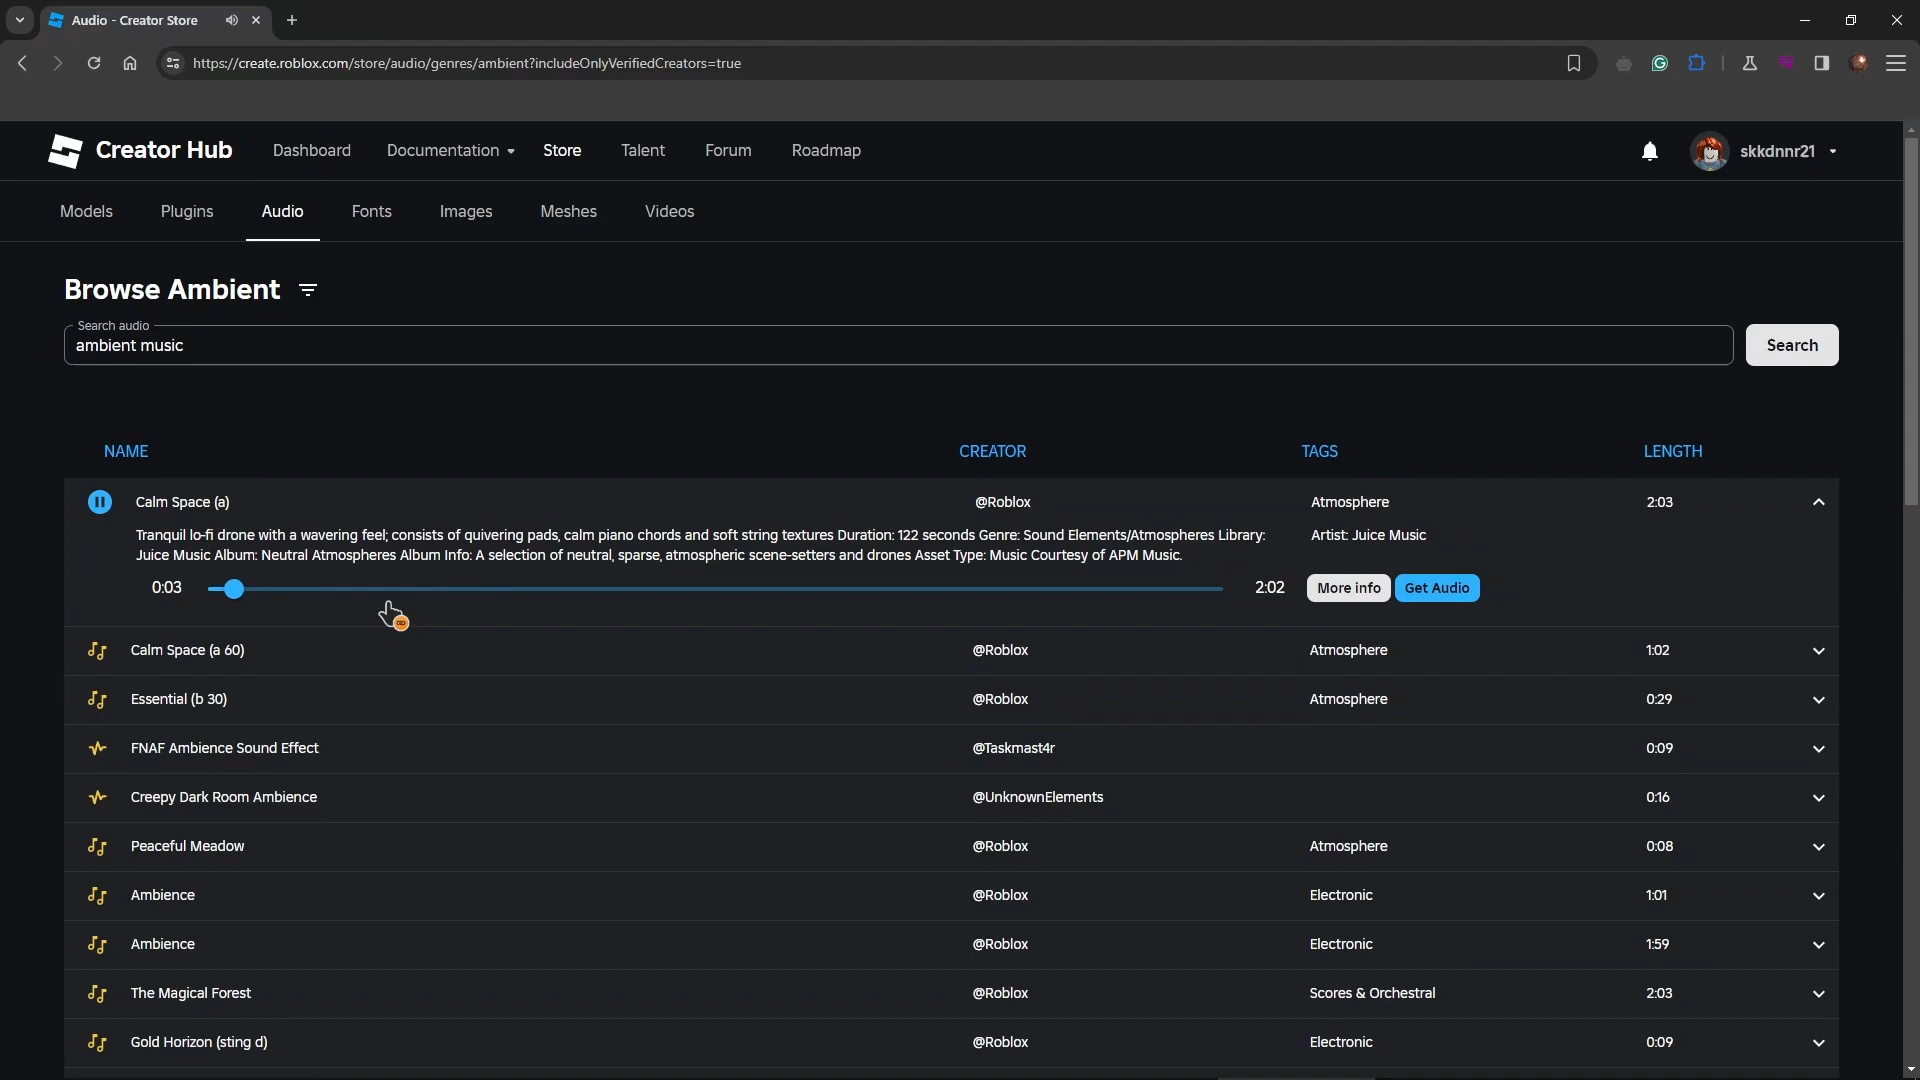 Audio - Creator Store
https://create.roblox.com/store/audio/genres/ambient?includeOnlyVerifiedCreators=true
Creator Hub Dashboard Documentation Store Talent Forum Roadmap skkdnnr21
Models Plugins Audio Fonts Images Meshes Videos
Browse Ambient
Search audio
ambient music Search
NAME CREATOR TAGS LENGTH
Calm Space (a) @Roblox Atmosphere 2:03
Tranquil lo-fi drone with a wavering feel; consists of quivering pads, calm piano chords and soft string textures Duration: 122 seconds Genre: Sound Elements/Atmospheres Library: Artist: Juice Music
Juice Music Album: Neutral Atmospheres Album Info: A selection of neutral, sparse, atmospheric scene-setters and drones Asset Type: Music Courtesy of APM Music.
0:03 2:02 More info Get Audio
Calm Space (a 60) @Roblox Atmosphere 1:02
Essential (b 30) @Roblox Atmosphere 0:29
FNAF Ambience Sound Effect @Taskmast4r 0:09
Creepy Dark Room Ambience @UnknownElements 0:16
Peaceful Meadow @Roblox Atmosphere 0:08
Ambience @Roblox Electronic 1:01
Ambience @Roblox Electronic 1:59
The Magical Forest @Roblox Scores & Orchestral 2:03
Gold Horizon (sting d) @Roblox Electronic 0:09